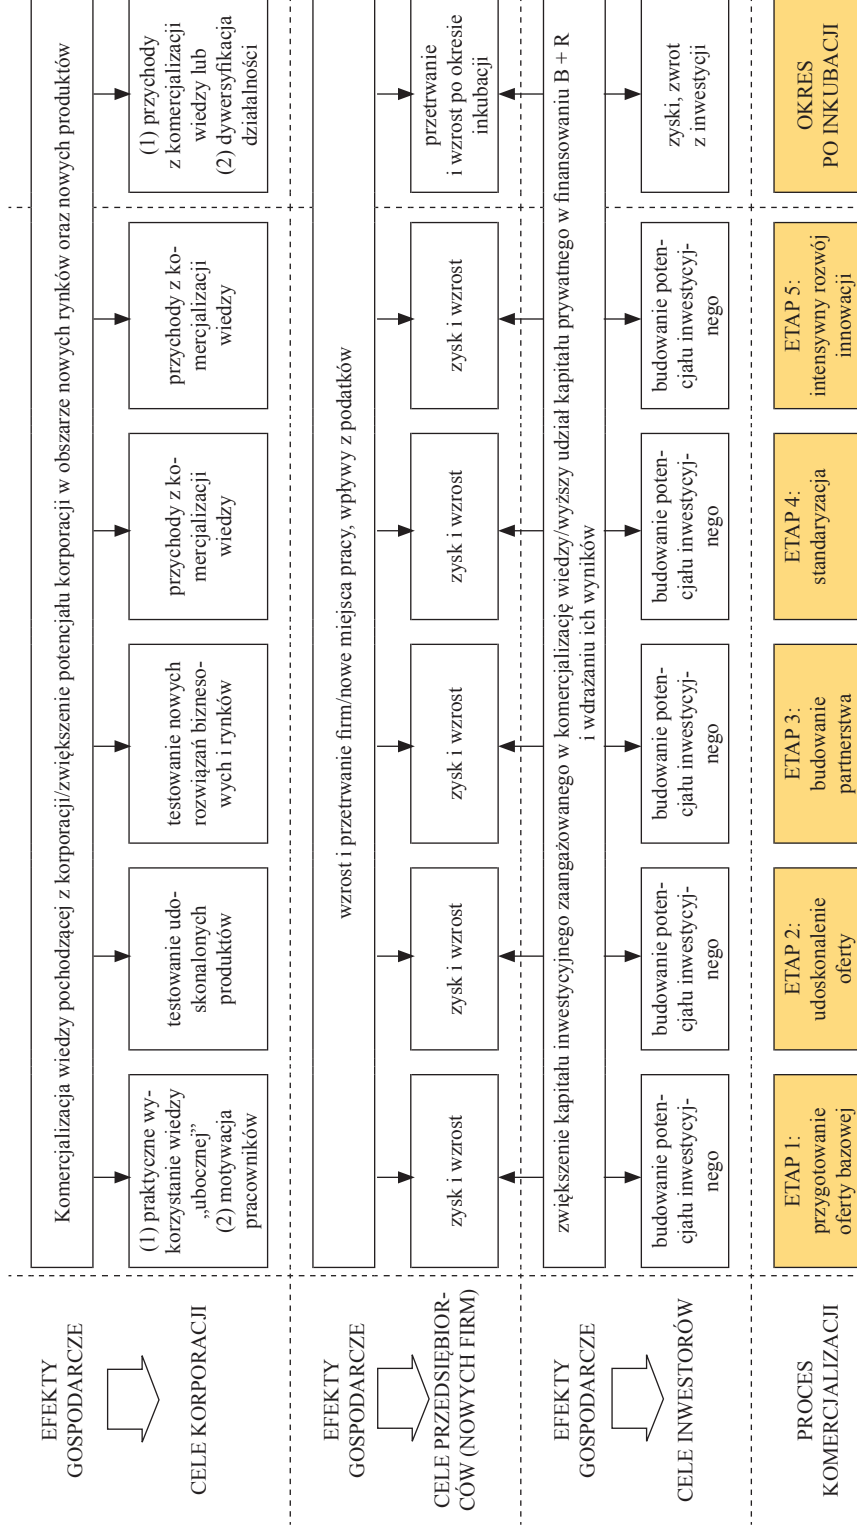 EFEKTY
GOSPODARCZE
CELE KORPORACJI
Komercjalizacja wiedzy pochodzącej z korporacji/zwiększenie potencjału korporacji w obszarze nowych rynków oraz nowych produktów
(1) praktyczne wy-
korzystanie wiedzy
„ubocznej”
(2) motywacja
pracowników
testowanie udo-
skonalonych
produktów
testowanie nowych
rozwiązań bizneso-
wych i rynków
przychody z ko-
mercjalizacji
wiedzy
przychody z ko-
mercjalizacji
wiedzy
(1) przychody
z komercjalizacji
wiedzy lub
(2) dywersyfikacja
działalności
EFEKTY
GOSPODARCZE
CELE PRZEDSIĘBIOR-
CÓW (NOWYCH FIRM)
wzrost i przetrwanie firm/nowe miejsca pracy, wpływy z podatków
zysk i wzrost
zysk i wzrost
zysk i wzrost
zysk i wzrost
zysk i wzrost
przetrwanie
i wzrost po okresie
inkubacji
EFEKTY
GOSPODARCZE
CELE INWESTORÓW
zwiększenie kapitału inwestycyjnego zaangażowanego w komercjalizację wiedzy/wyższy udział kapitału prywatnego w finansowaniu B + R
i wdrażaniu ich wyników
budowanie poten-
cjału inwestycyj-
nego
budowanie poten-
cjału inwestycyj-
nego
budowanie poten-
cjału inwestycyj-
nego
budowanie poten-
cjału inwestycyj-
nego
budowanie poten-
cjału inwestycyj-
nego
zyski, zwrot
z inwestycji
PROCES
KOMERCJALIZACJI
ETAP 1:
przygotowanie
oferty bazowej
ETAP 2:
udoskonalenie
oferty
ETAP 3:
budowanie
partnerstwa
ETAP 4:
standaryzacja
ETAP 5:
intensywny rozwój
innowacji
OKRES
PO INKUBACJI